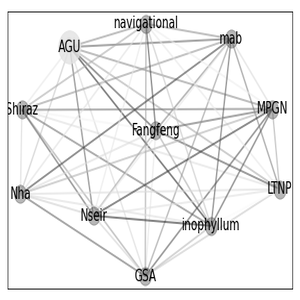 navigational
AGU
mab
Shiraz
MPGN
Fangfeng
Nha
LTNP
Nseir
inophyllum
GSA